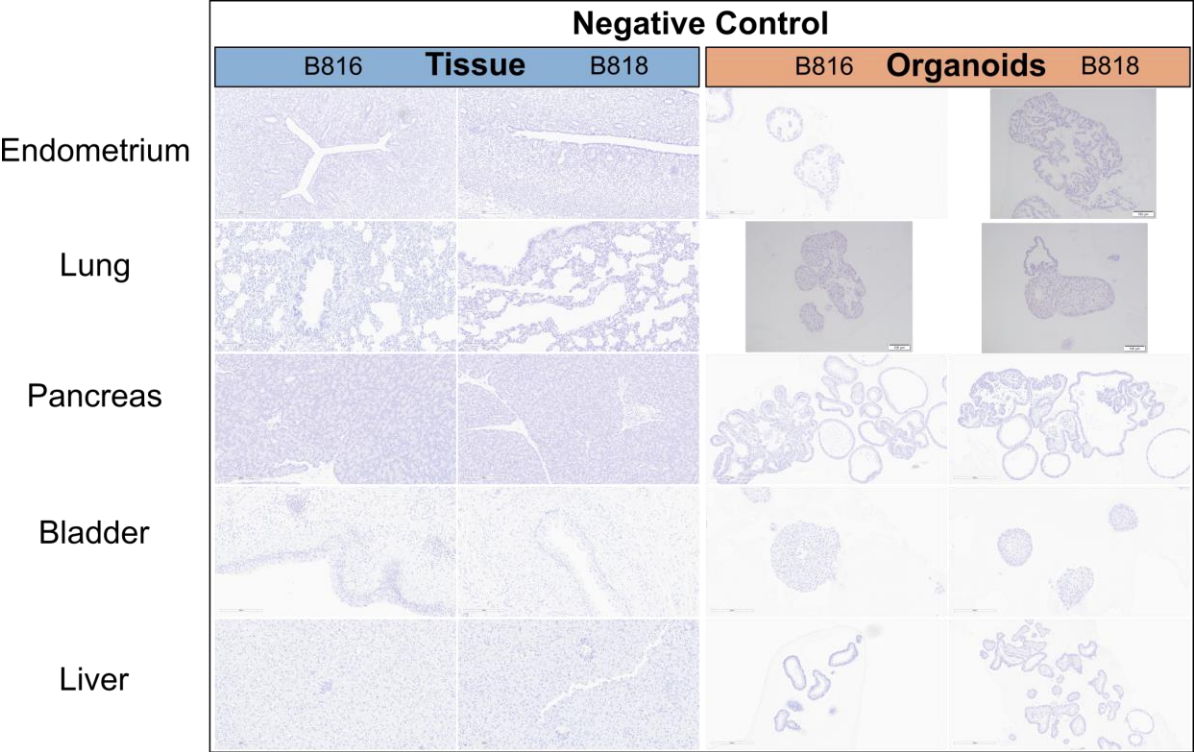 Negative Control
B816 Tissue B818 B816 Organoids B818
Endometrium
Lung
Pancreas
Bladder
Liver